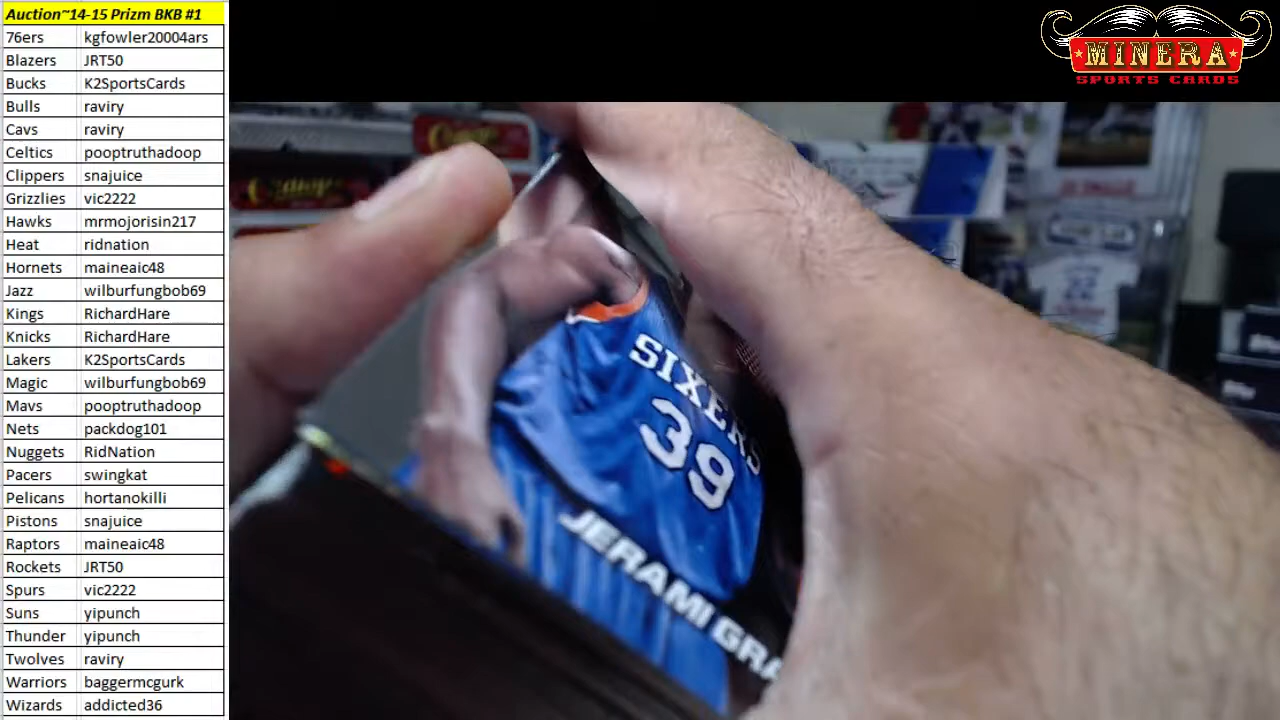 Auction~14-15 Prizm BKB #1
76ers kgfowler20004ars
Blazers JRT50
Bucks K2SportsCards
Bulls raviry
Cavs raviry
Celtics pooptruthadoop
Clippers snajuice
Grizzlies vic2222
Hawks mrmojorisin217
Heat ridnation
Hornets maineaic48
Jazz wilburfungbob69
Kings RichardHare
Knicks RichardHare
Lakers K2SportsCards
Magic wilburfungbob69
Mavs pooptruthadoop
Nets packdog101
Nuggets RidNation
Pacers swingkat
Pelicans hortanokilli
Pistons snajuice
Raptors maineaic48
Rockets JRT50
Spurs vic2222
Suns yipunch
Thunder yipunch
Twolves raviry
Warriors baggermcgurk
Wizards addicted36
MINERA
SPORTS CARDS
SIXERS
39
JERAMI GRA
22